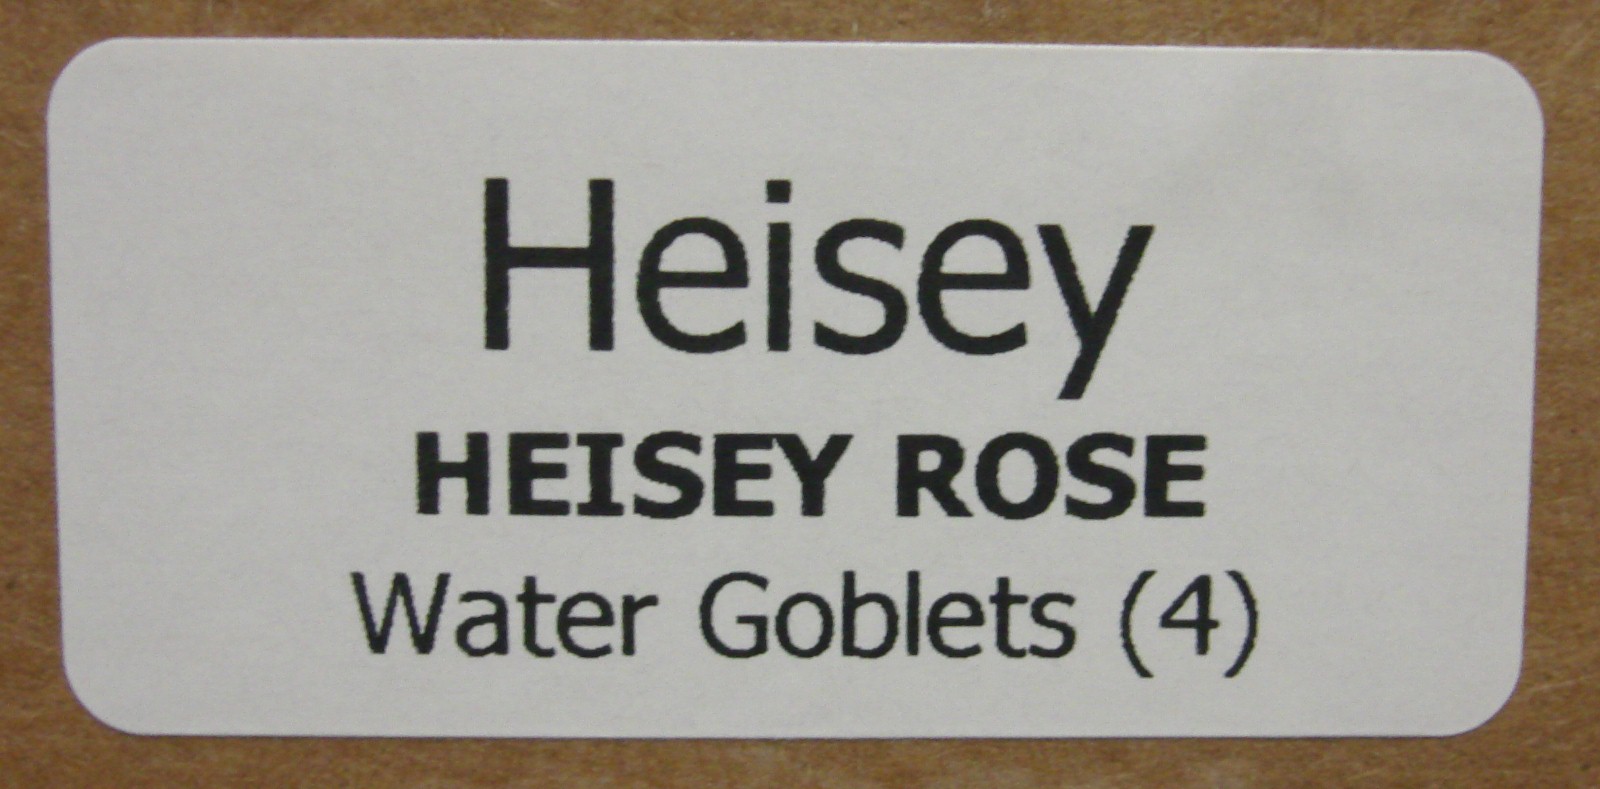 Heisey
HEISEY ROSE
Water Goblets (4)